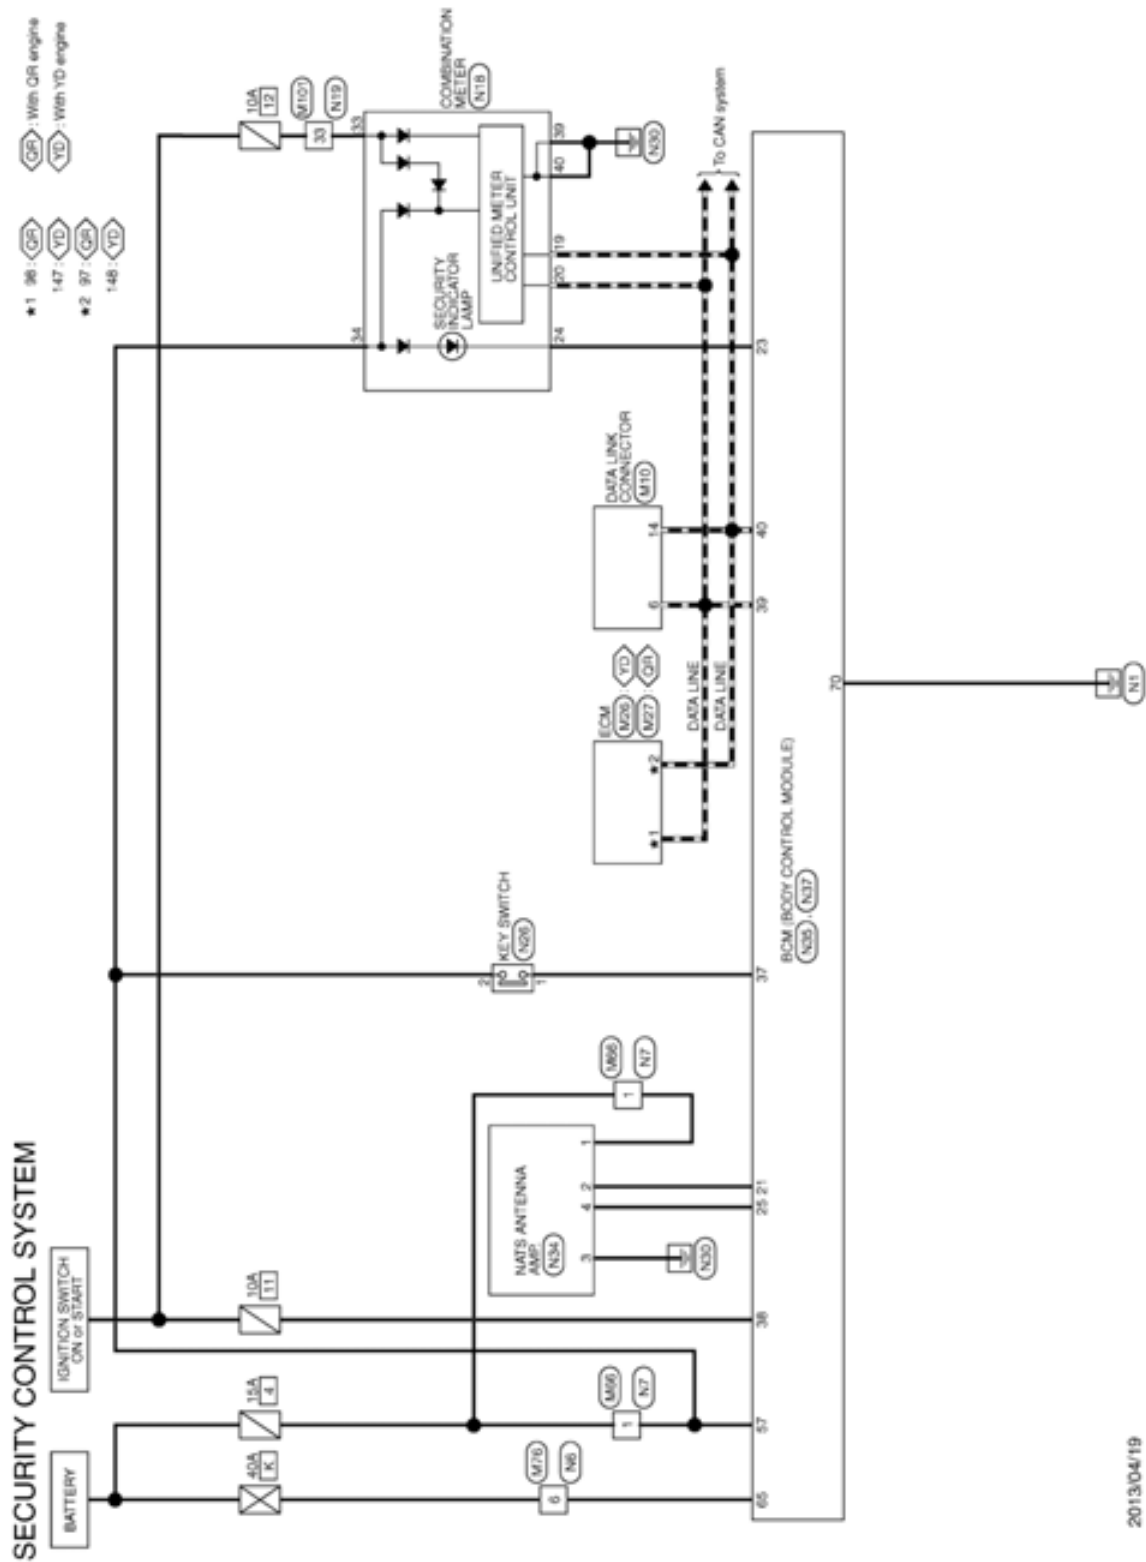 SECURITY CONTROL SYSTEM
BATTERY
IGNITION SWITCH
ON or START
★1 98: QR
147: YD
★2 97: QR
148: YD
QR : With QR engine
YD : With YD engine
40A
K
15A
4
10A
11
10A
12
33
M101
N19
33
34
COMBINATION
METER
N18
SECURITY
INDICATOR
LAMP
UNIFIED METER
CONTROL UNIT
24
20
19
40
39
N30
NATS ANTENNA
AMP.
N34
3
4
2
1
N30
1
M66
N7
KEY SWITCH
N26
2
1
ECM
M26 : YD
M27 : QR
★1
★2
DATA LINK
CONNECTOR
M10
6
14
DATA LINE
DATA LINE
To CAN system
6
M76
N6
1
M66
N7
65
57
38
25
21
37
39
40
23
BCM (BODY CONTROL MODULE)
N35 , N37
70
N1
2013/04/19